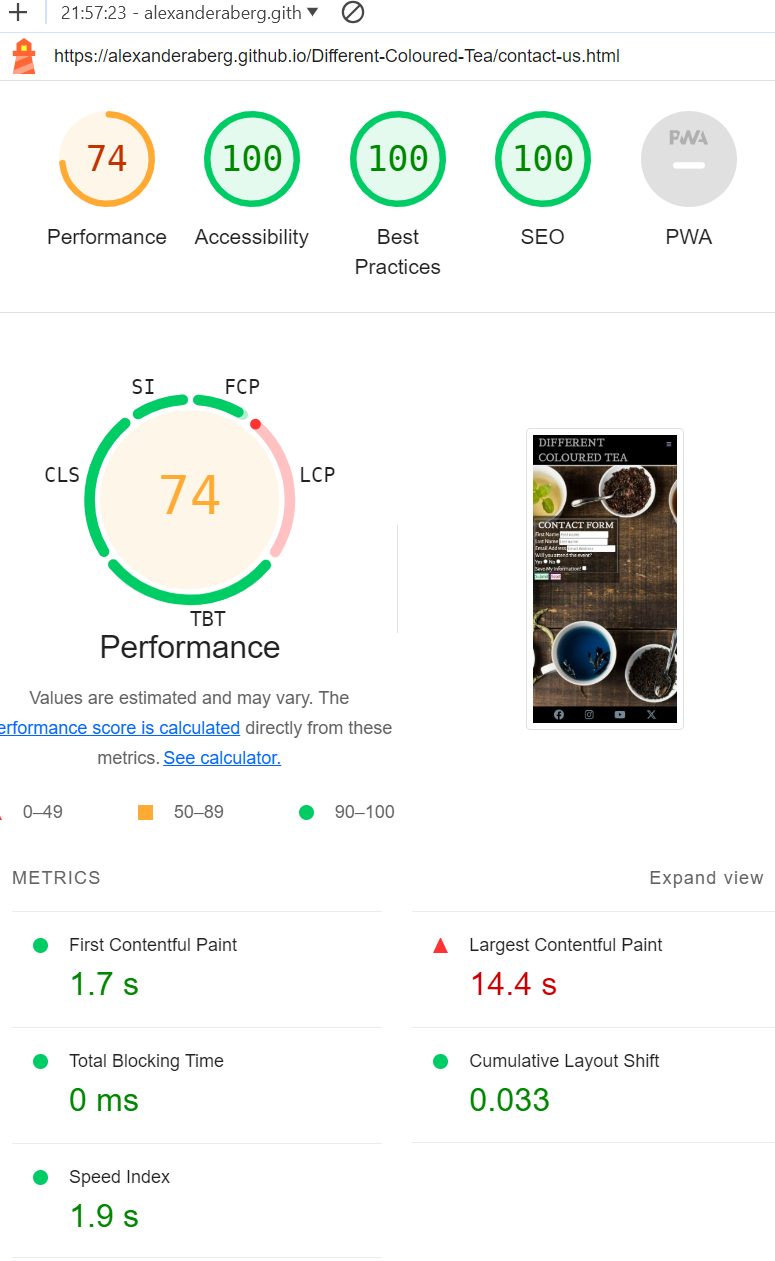 21:57:23 - alexanderaberg.gith
https://alexanderaberg.github.io/Different-Coloured-Tea/contact-us.html
74
100
100
100
PWA
Performance
Accessibility
Best
Practices
SEO
PWA
SI
FCP
CLS
74
LCP
TBT
Performance
Values are estimated and may vary. The
erformance score is calculated directly from these
metrics. See calculator.
0–49
50–89
90–100
DIFFERENT
COLOURED TEA
CONTACT FORM
First Name
Last Name
Email Address
Will you attend the event?
Yes No
Save My Information?
METRICS
Expand view
First Contentful Paint
1.7 s
Largest Contentful Paint
14.4 s
Total Blocking Time
0 ms
Cumulative Layout Shift
0.033
Speed Index
1.9 s